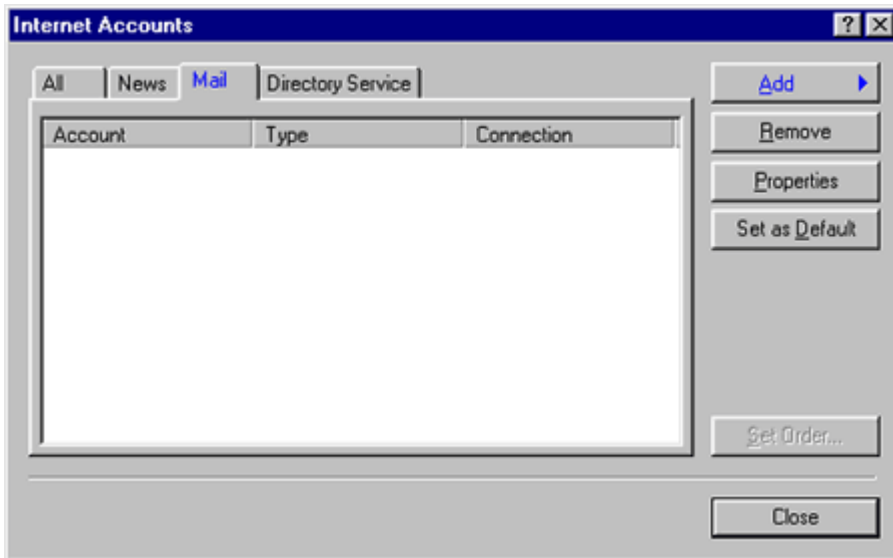 Internet Accounts
All News Mail Directory Service
Account Type Connection
Add
Remove
Properties
Set as Default
Set Order...
Close